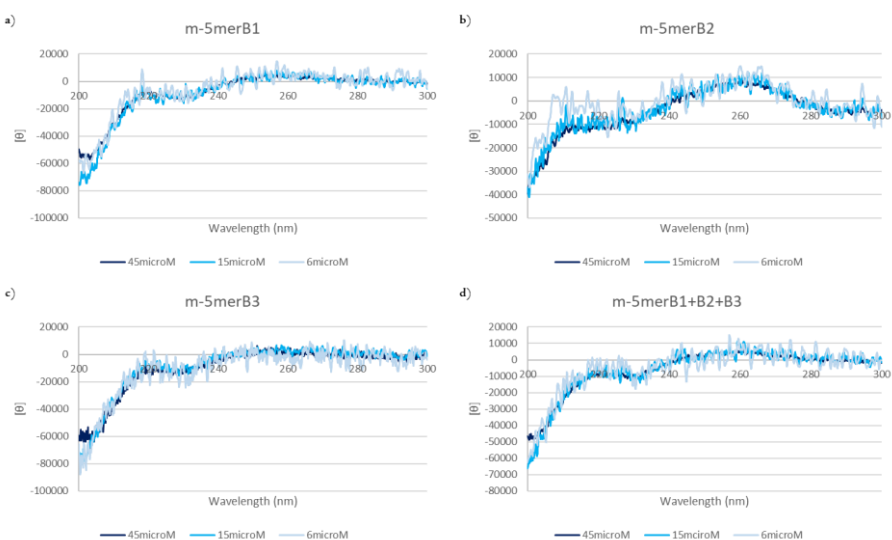 a)
m-5merB1
20000
0
-20000
-40000
-60000
-80000
-100000
200 220 240 260 280 300
[θ]
Wavelength (nm)
45microM 15microM 6microM
b)
m-5merB2
20000
10000
0
-10000
-20000
-30000
-40000
-50000
200 220 240 260 280 300
[θ]
Wavelength (nm)
45microM 15microM 6microM
c)
m-5merB3
20000
0
-20000
-40000
-60000
-80000
-100000
200 220 240 260 280 300
[θ]
Wavelength (nm)
45microM 15microM 6microM
d)
m-5merB1+B2+B3
20000
10000
0
-10000
-20000
-30000
-40000
-50000
-60000
-70000
-80000
200 220 240 260 280 300
[θ]
Wavelength (nm)
45microM 15mciroM 6microM